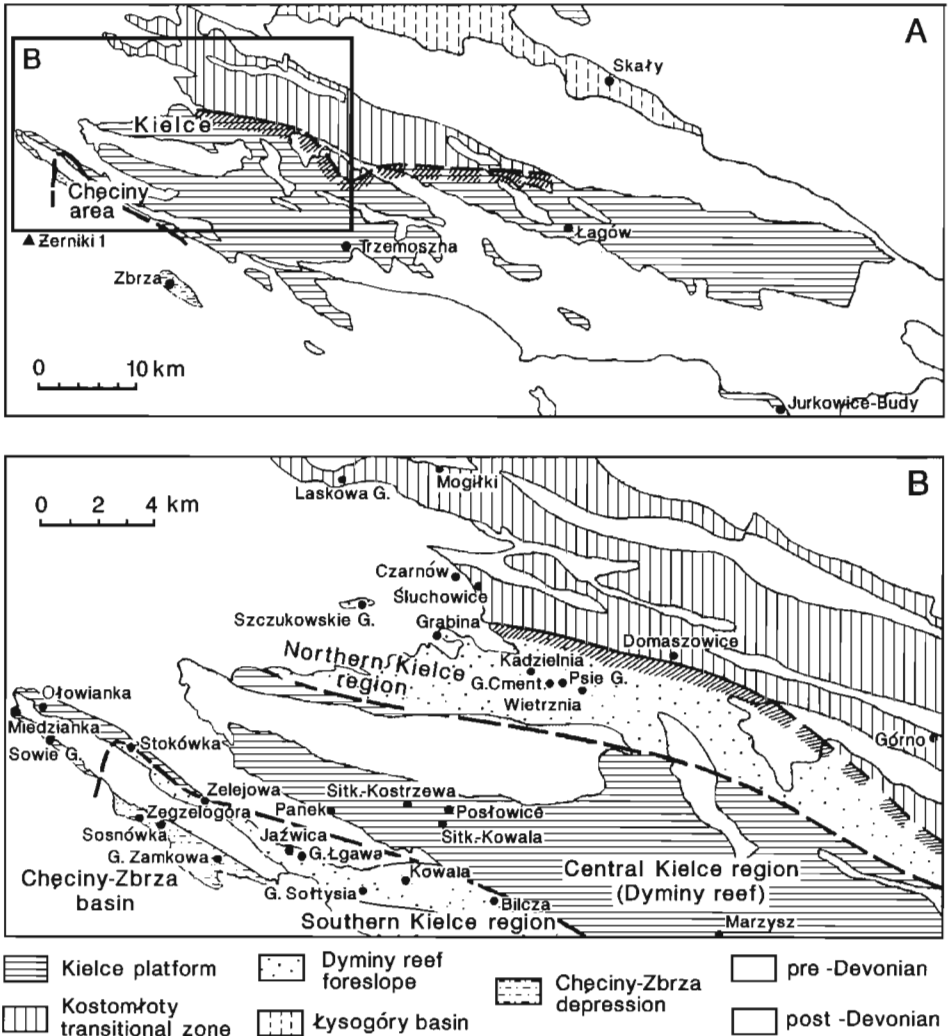 A
B
Skały
Kielce
Chęciny
area
Łagów
Żerniki 1
Trzemoszna
Zbrza
0 10 km
Jurkowice-Budy
B
Laskowa G.
Mogiłki
0 2 4 km
Czarnów
Śluchowice
Szczukowskie G.
Grabina
Domaszowice
Northern Kielce
region
Kadzielnia
G.Cment.
Psie G.
Wietrznia
Ołowianka
Miedzianka
Górno
Sowie G.
Stokówka
Zelejowa
Sitk.-Kostrzewa
Zegzelogóra
Panek
Posłowice
Sosnówka
Jaźwica
Sitk.-Kowala
G. Zamkowa
G.Łgawa
Kowala
Central Kielce region
(Dyminy reef)
Chęciny-Zbrza
basin
G. Sołtysia
Bilcza
Southern Kielce region
Marzysz
Kielce platform
Dyminy reef
foreslope
Chęciny-Zbrza
depression
pre -Devonian
Kostomłoty
transitional zone
Łysogóry basin
post -Devonian